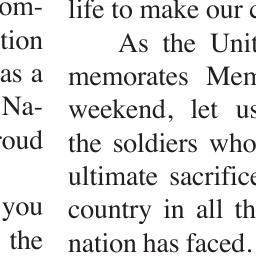 om-
tion
as a
Na-
roud
you
the
life to make our
As the Unit
memorates Mem
weekend, let us
the soldiers who
ultimate sacrifice
country in all th
nation has faced.